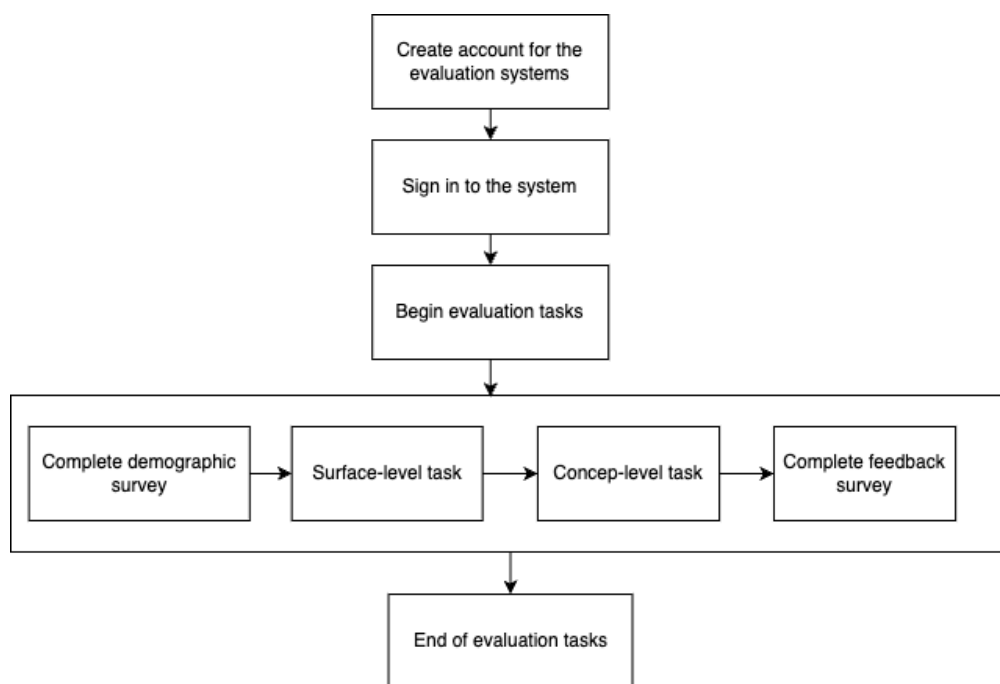 Create account for the
evaluation systems
Sign in to the system
Begin evaluation tasks
Complete demographic
survey
Surface-level task
Concep-level task
Complete feedback
survey
End of evaluation tasks